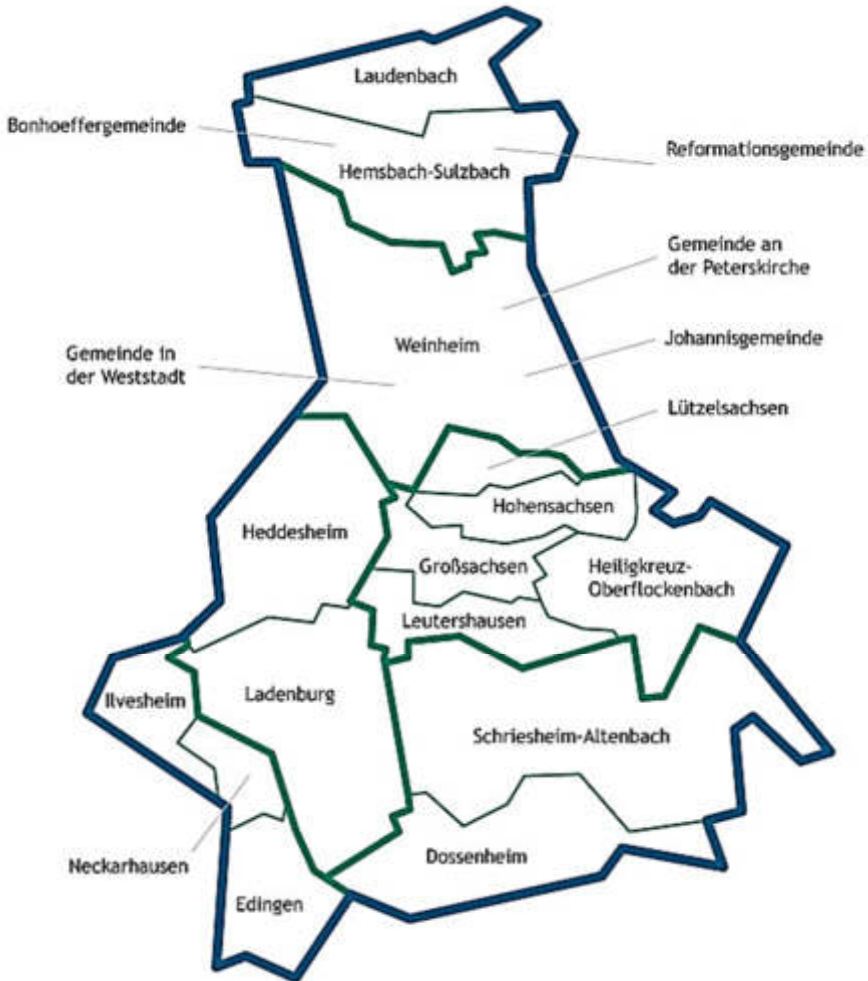 Laudenbach
Bonhoeffergemeinde
Reformationsgemeinde
Hemsbach-Sulzbach
Gemeinde an
der Peterskirche
Weinheim
Johannisgemeinde
Gemeinde in
der Weststadt
Lützelsachsen
Hohensachsen
Heddesheim
Großsachsen
Heiligkreuz-
Oberflockenbach
Leutershausen
Ilvesheim
Ladenburg
Schriesheim-Altenbach
Neckarhausen
Dossenheim
Edingen